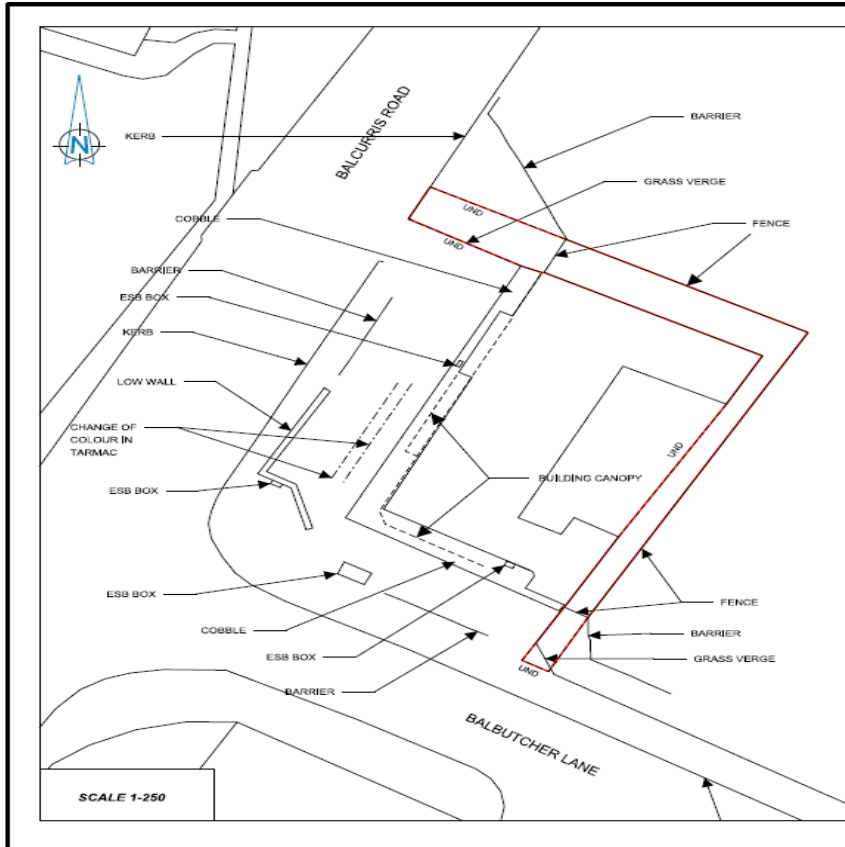 BARRIER
KERB
BALCURRIS ROAD
GRASS VERGE
UND
COBBLE
FENCE
UND
BARRIER
ESB BOX
KERB
LOW WALL
CHANGE OF
COLOUR IN
TARMAC
UND
BUILDING CANOPY
ESB BOX
ESB BOX
FENCE
COBBLE
BARRIER
ESB BOX
GRASS VERGE
UND
BARRIER
BALBUTCHER LANE
SCALE 1-250
N